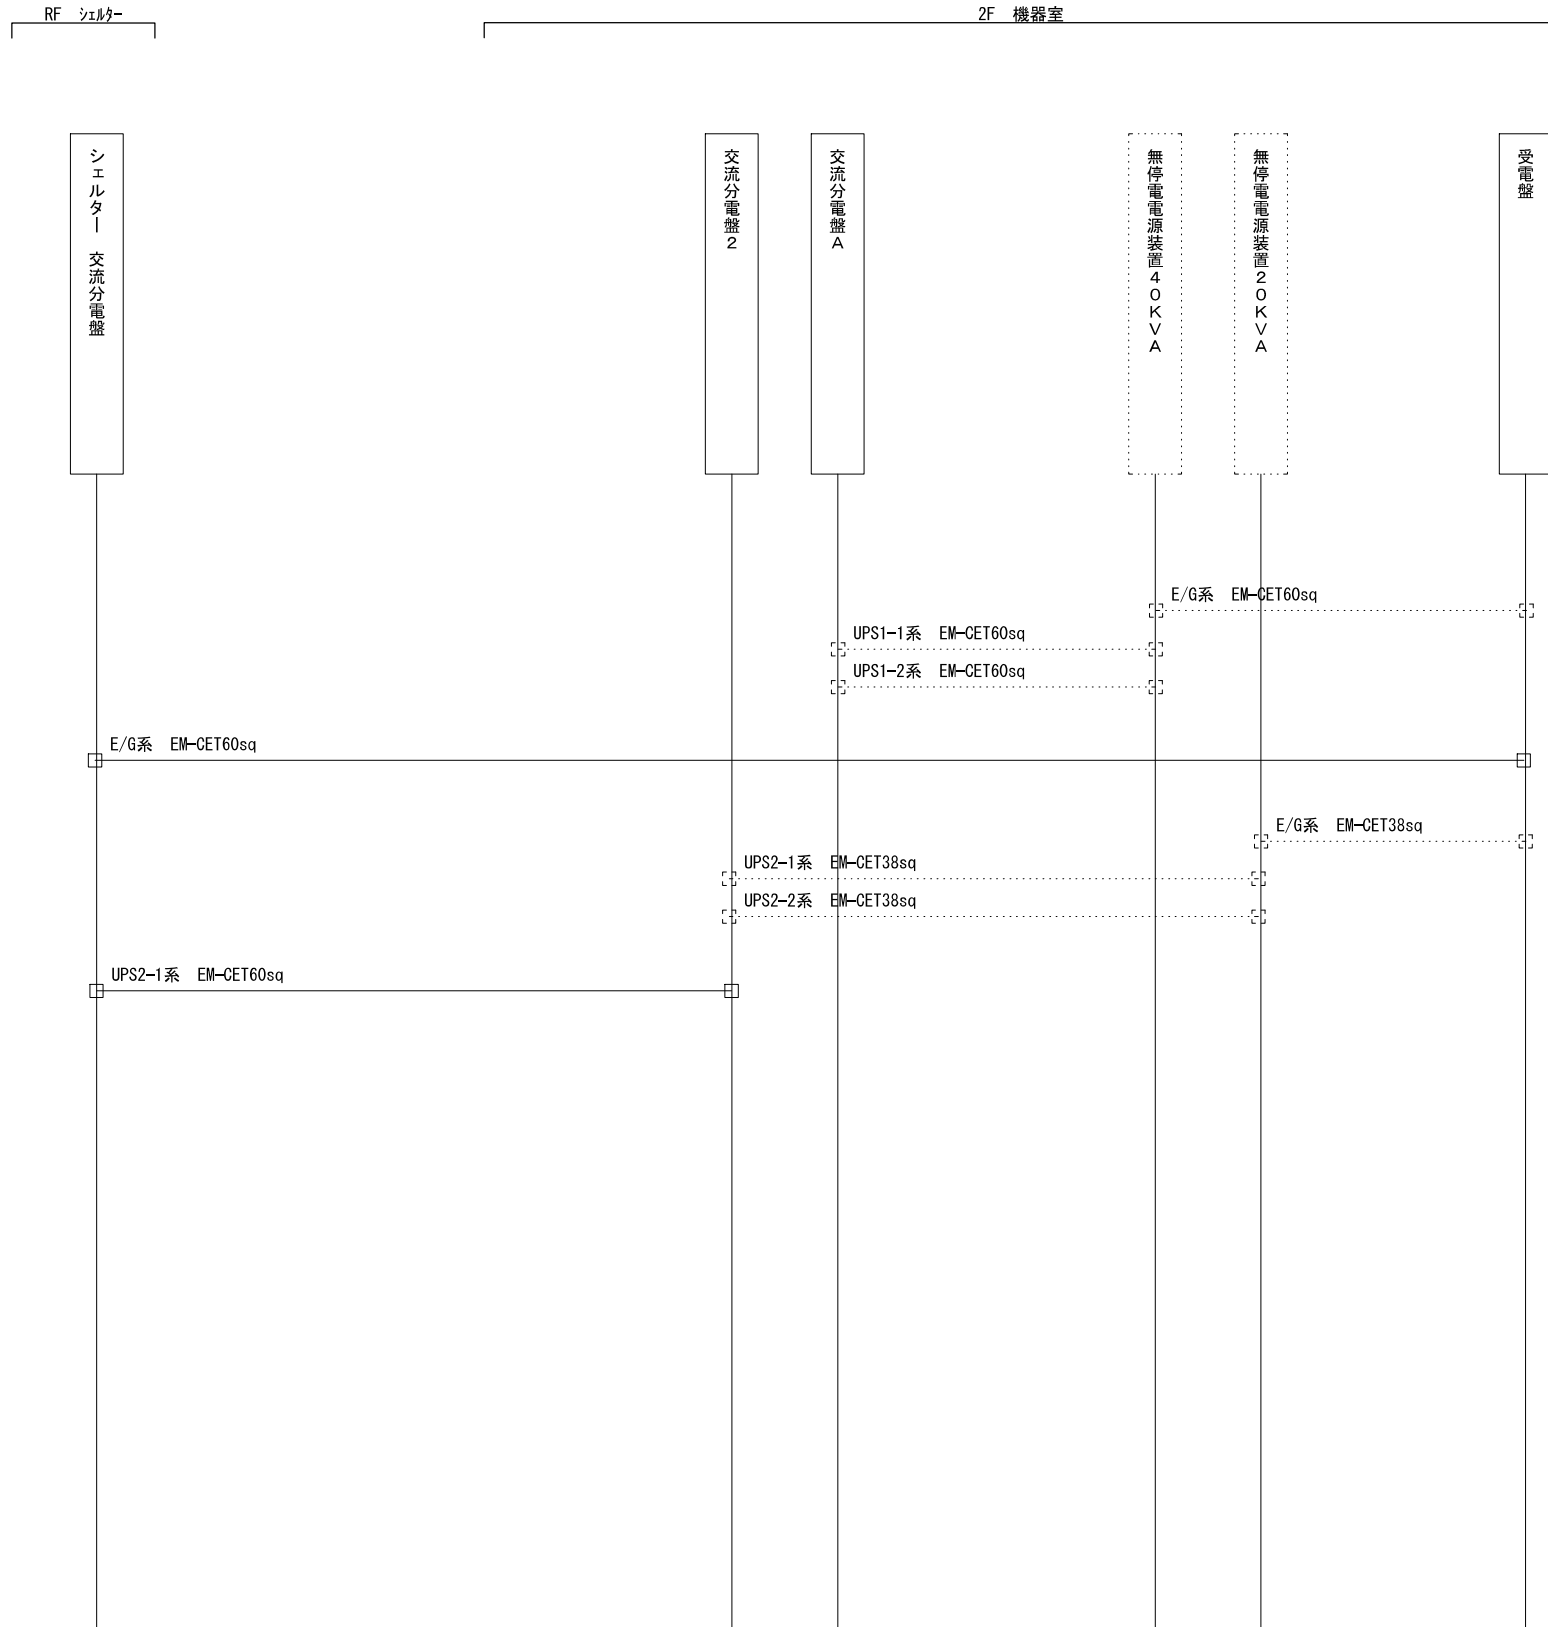 RF　シェルター
2F　機器室
シェルター　交流分電盤
交流分電盤2
交流分電盤A
無停電電源装置40KVA
無停電電源装置20KVA
受電盤
E/G系　EM-CET60sq
UPS1-1系　EM-CET60sq
UPS1-2系　EM-CET60sq
E/G系　EM-CET60sq
E/G系　EM-CET38sq
UPS2-1系　EM-CET38sq
UPS2-2系　EM-CET38sq
UPS2-1系　EM-CET60sq